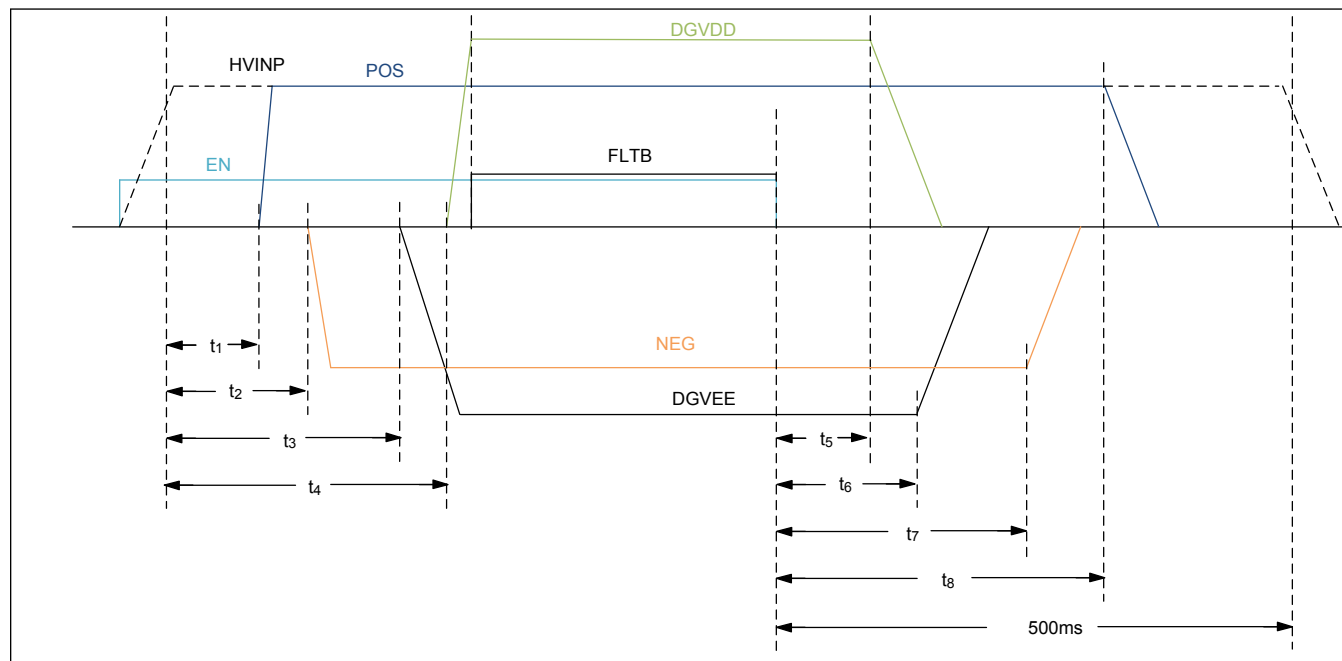 DGVDD
HVINP
POS
EN
FLTB
NEG
DGVEE
t1
t2
t3
t4
t5
t6
t7
t8
500ms